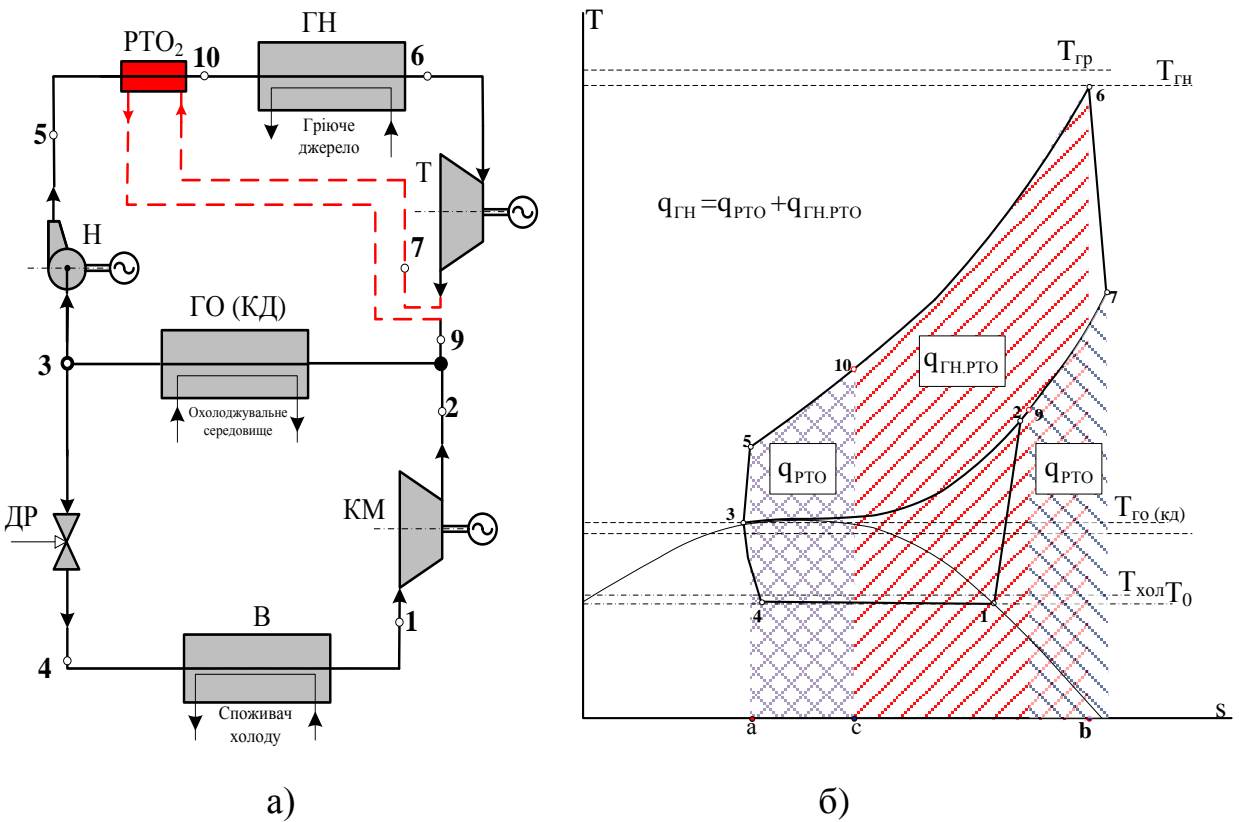 РТО₂
10
ГН
6
5
Гріюче
джерело
Т
7
Н
ГО (КД)
9
3
Охолоджувальне
середовище
2
ДР
КМ
1
В
4
Споживач
холоду
а)
T
Tгр
Tгн
6
qГН=qРТО+qГН.РТО
7
10
qГН.РТО
2
9
5
qРТО
qРТО
3
Tго (кд)
Tхол
T0
4
1
s
a
c
b
б)